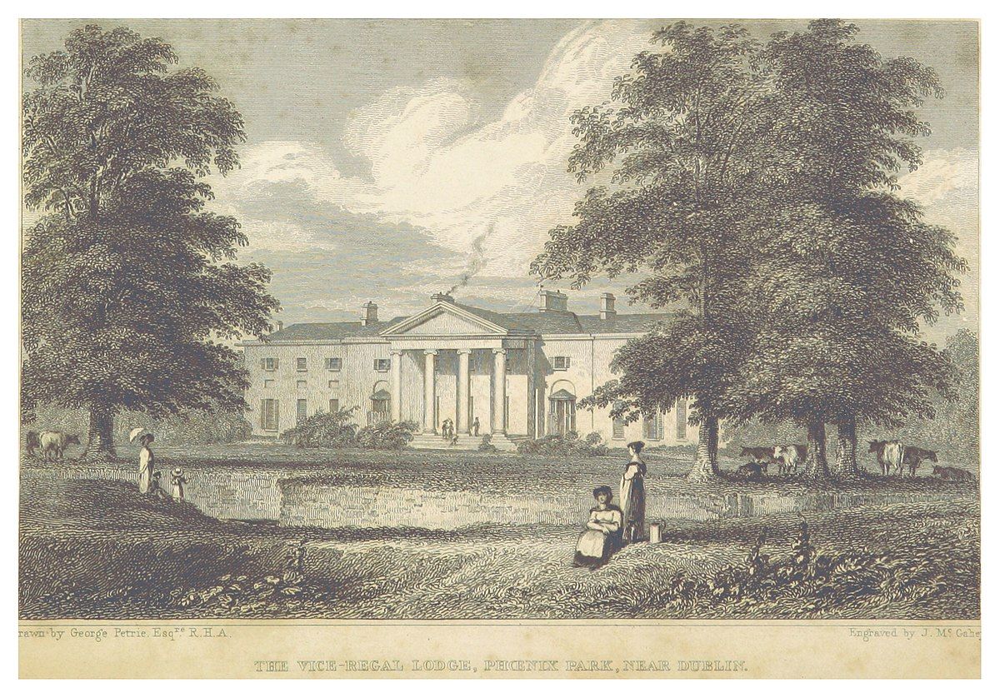 rawn by George Petrie. Esqre R.H.A.
Engraved by J. Mc Gahey
THE VICE-REGAL LODGE, PHŒNIX PARK, NEAR DUBLIN.